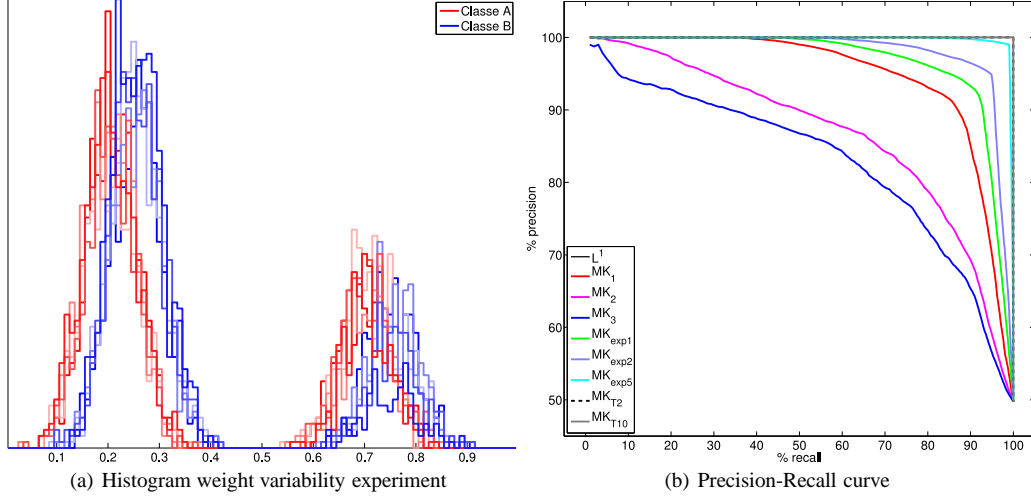 Classe A
Classe B
0.1 0.2 0.3 0.4 0.5 0.6 0.7 0.8 0.9
(a) Histogram weight variability experiment
100
90
80
70
60
50
% precision
L1
MK1
MK2
MK3
MKexp1
MKexp2
MKexp5
MKT2
MKT10
0 10 20 30 40 50 60 70 80 90 100
% recall
(b) Precision-Recall curve